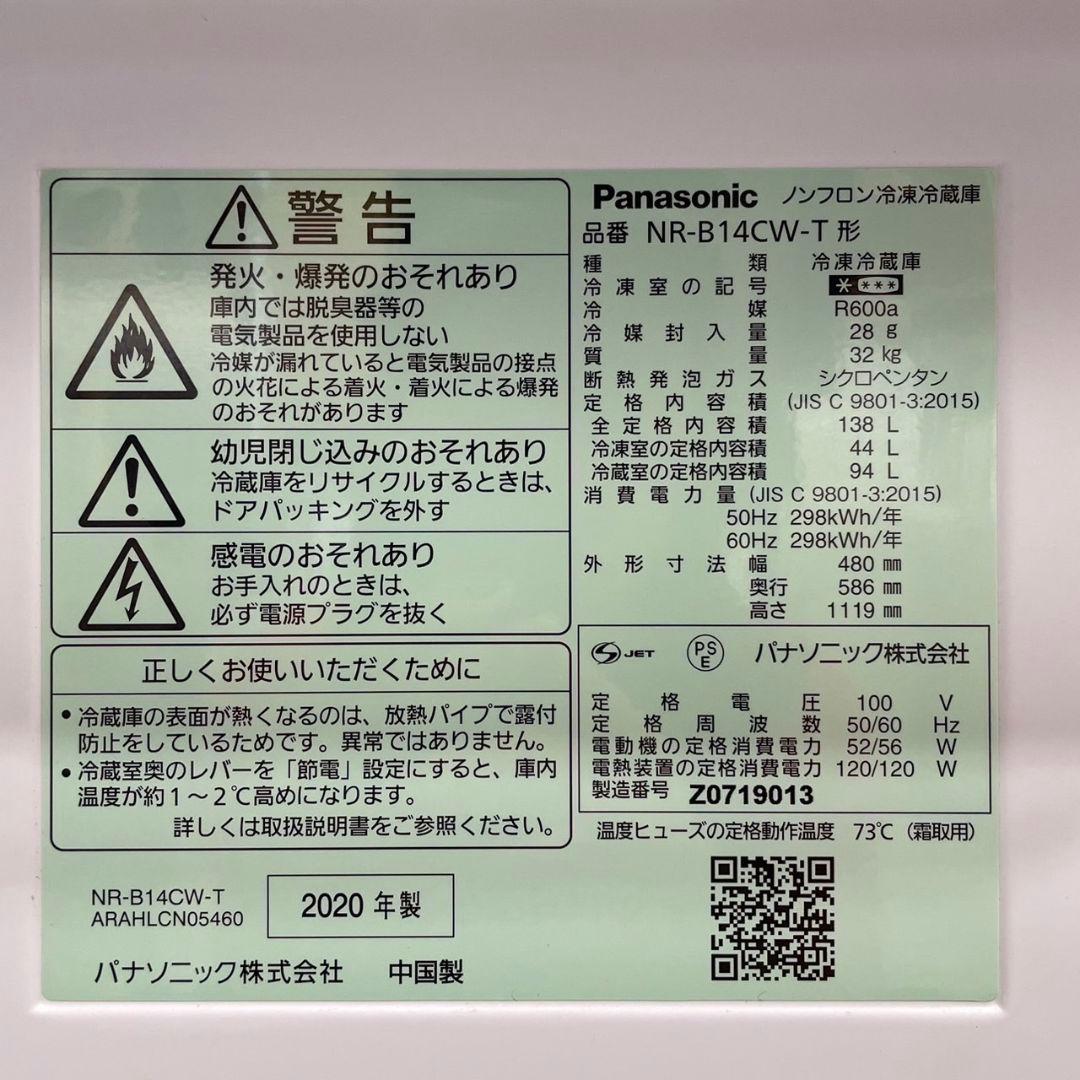 警告
発火・爆発のおそれあり
庫内では脱臭器等の
電気製品を使用しない
冷媒が漏れていると電気製品の接点
の火花による着火・着火による爆発
のおそれがあります
幼児閉じ込みのおそれあり
冷蔵庫をリサイクルするときは、
ドアパッキングを外す
感電のおそれあり
お手入れのときは、
必ず電源プラグを抜く
正しくお使いいただくために
・冷蔵庫の表面が熱くなるのは、放熱パイプで露付
防止をしているためです。異常ではありません。
・冷蔵室奥のレバーを「節電」設定にすると、庫内
温度が約1～2℃高めになります。
詳しくは取扱説明書をご参照ください。
NR-B14CW-T
ARAHLCN05460
2020 年製
パナソニック株式会社 中国製
Panasonic ノンフロン冷凍冷蔵庫
品番 NR-B14CW-T 形
種類 冷凍冷蔵庫
冷凍室の記号 * ***
冷媒 R600a
冷媒封入量 28 g
質量 32 kg
断熱発泡ガス シクロペンタン
定格内容積 (JIS C 9801-3:2015)
全定格内容積 138 L
冷凍室の定格内容積 44 L
冷蔵室の定格内容積 94 L
消費電力量 (JIS C 9801-3:2015)
50Hz 298kWh/年
60Hz 298kWh/年
外形寸法 幅 480 mm
奥行 586 mm
高さ 1119 mm
S JET PSE パナソニック株式会社
定格電圧 100 V
定格周波数 50/60 Hz
電動機の定格消費電力 52/56 W
電熱装置の定格消費電力 120/120 W
製造番号 Z0719013
温度ヒューズの定格動作温度 73℃（霜取用）